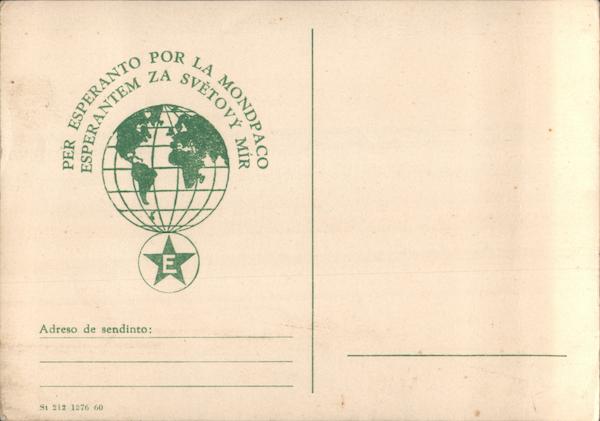 PER ESPERANTO POR LA MONDPACO
ESPERANTEM ZA SVĚTOVÝ MÍR
E
Adreso de sendinto:
St 212 1276 60